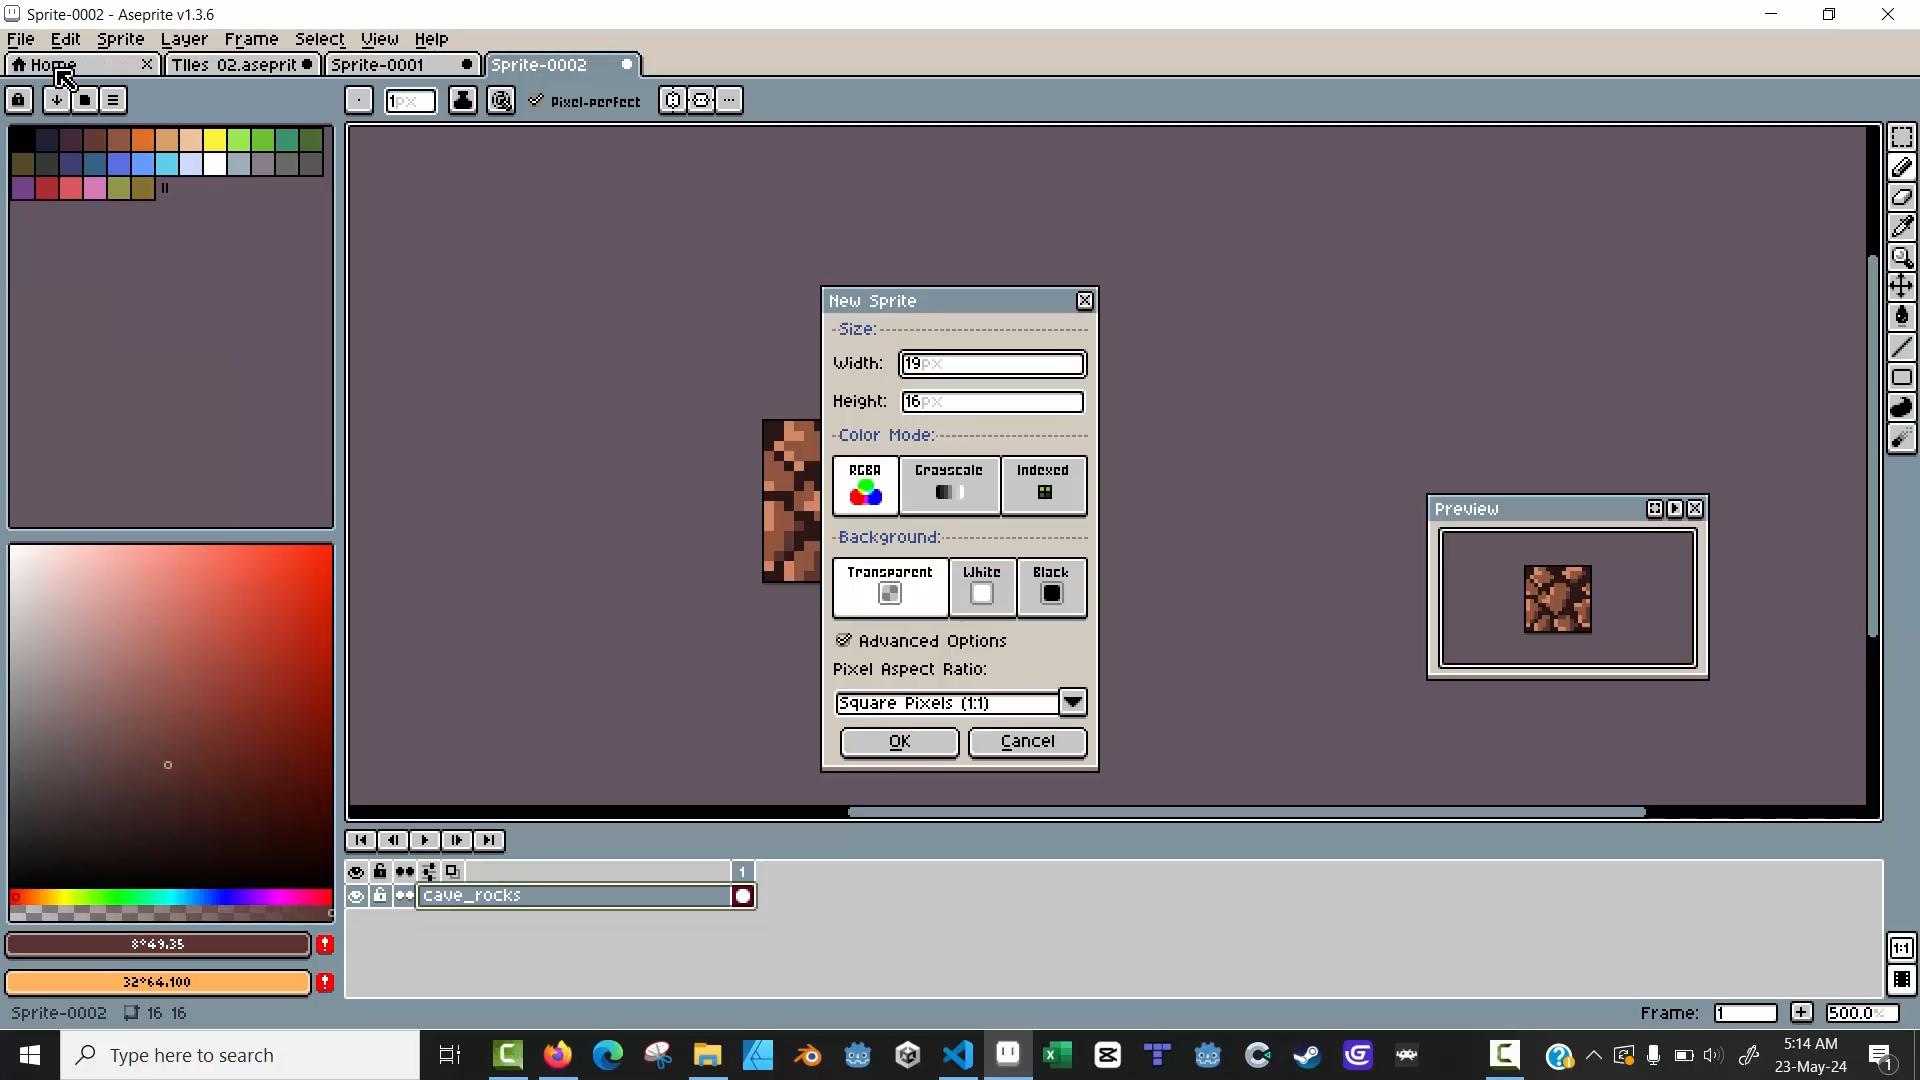 Sprite-0002 - Aseprite v1.3.6
File Edit Sprite Layer Frame Select View Help
Home
Tiles 02.aseprit
Sprite-0001
Sprite-0002
1px
Pixel-perfect
New Sprite
Size:
Width: 19px
Height: 16px
Color Mode:
RGBA Grayscale Indexed
Background:
Transparent White Black
Advanced Options
Pixel Aspect Ratio:
Square Pixels (1:1)
OK Cancel
Preview
1
cave_rocks
8°49.35
32°64.100
1:1
Sprite-0002 16 16
Frame: 1 500.0%
Type here to search
5:14 AM
23-May-24
1